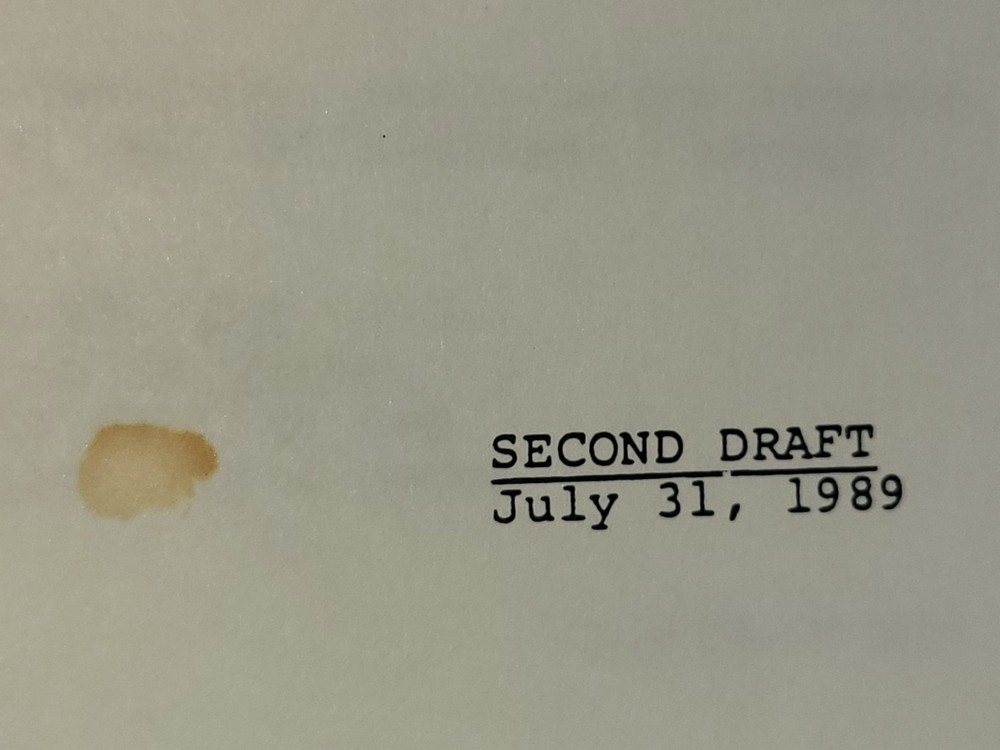 SECOND DRAFT
July 31, 1989